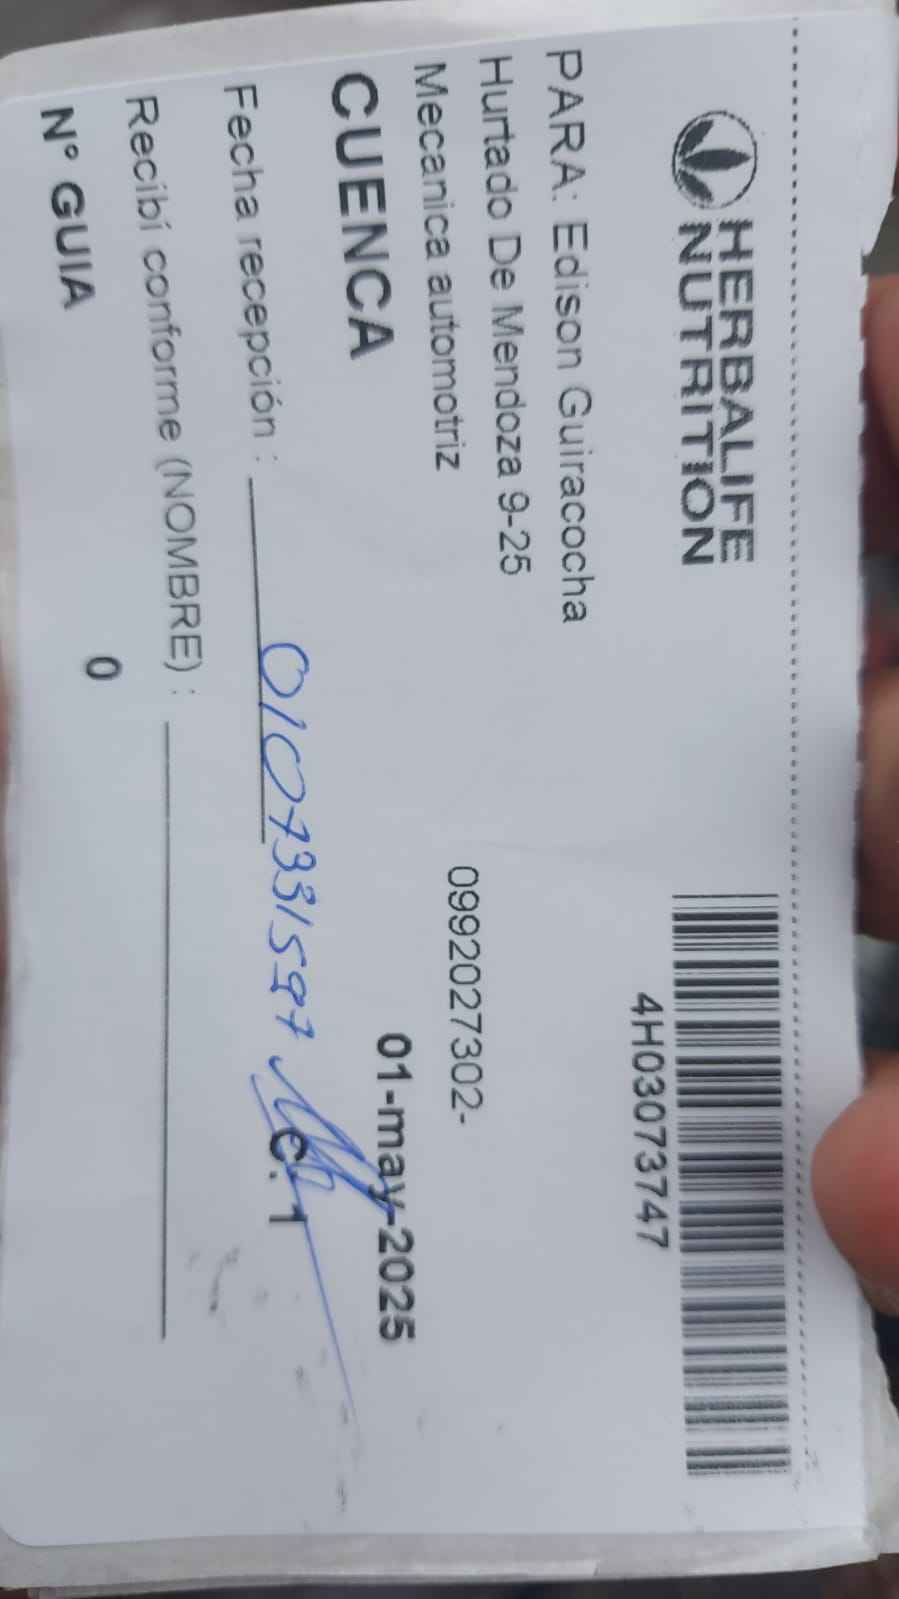 HERBALIFE
NUTRITION
4H03073747
PARA: Edison Guiracocha
Hurtado De Mendoza 9-25
Mecanica automotriz
0992027302-
CUENCA
01-may-2025
Fecha recepción :
0107331597
C. 1
Recibí conforme (NOMBRE) :
N° GUIA
0